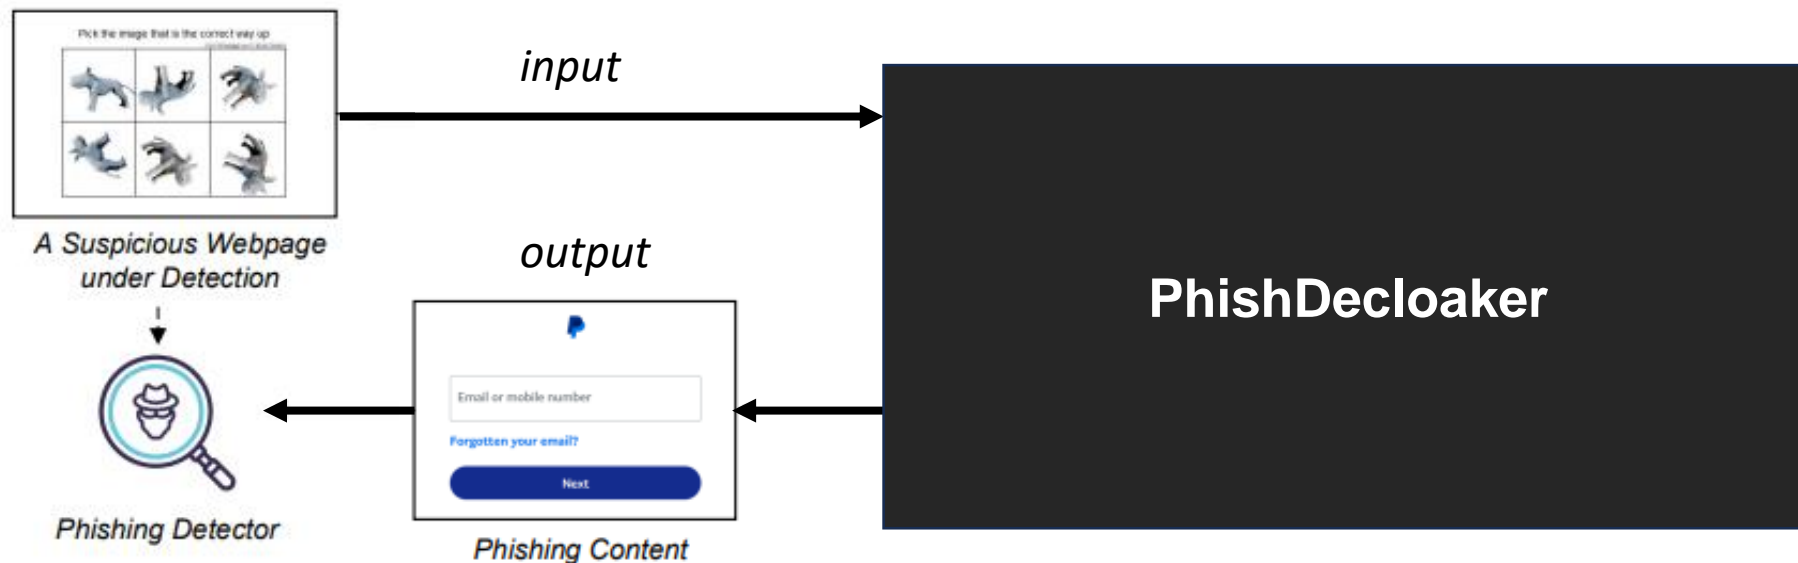 Pick the image that is the correct way up
input
A Suspicious Webpage
under Detection
output
PhishDecloaker
Email or mobile number
Forgotten your email?
Next
Phishing Detector
Phishing Content